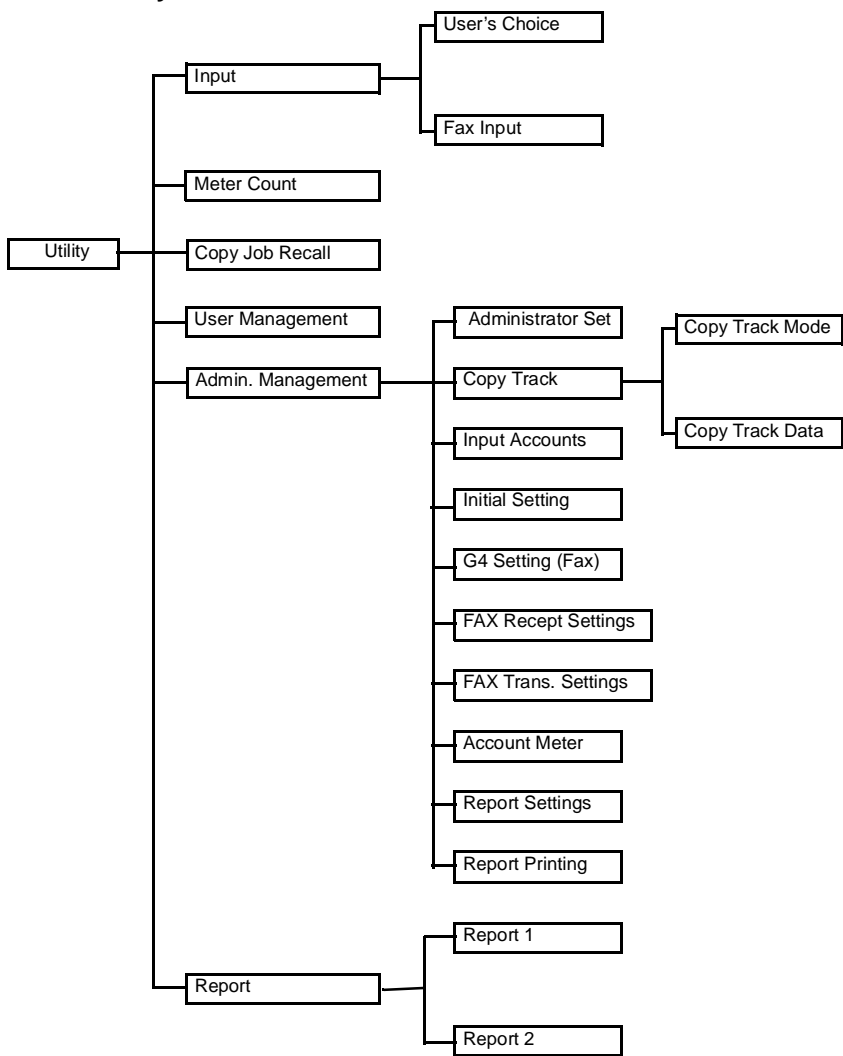 User's Choice
Input
Fax Input
Meter Count
Utility
Copy Job Recall
User Management
Administrator Set
Copy Track Mode
Admin. Management
Copy Track
Copy Track Data
Input Accounts
Initial Setting
G4 Setting (Fax)
FAX Recept Settings
FAX Trans. Settings
Account Meter
Report Settings
Report Printing
Report 1
Report
Report 2